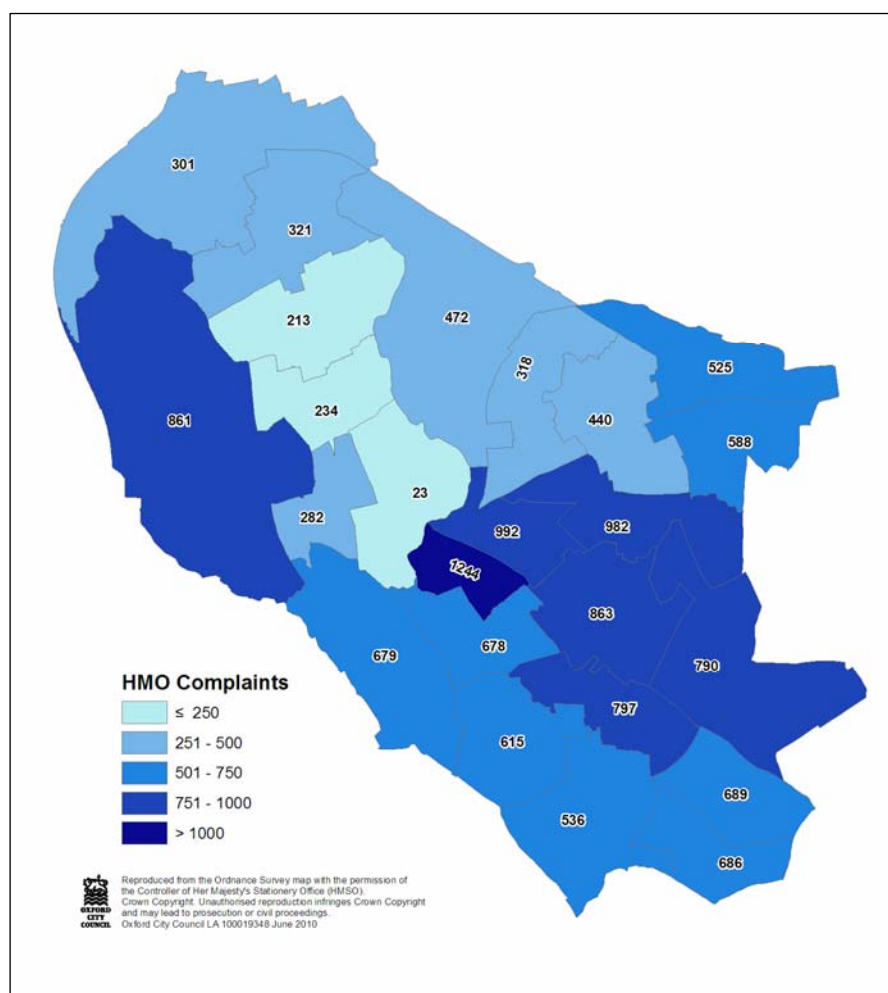 301
321
213
472
318
525
440
588
234
861
23
282
992
982
1244
863
678
679
790
797
615
689
536
686
HMO Complaints
≤ 250
251 - 500
501 - 750
751 - 1000
> 1000
OXFORD
CITY
COUNCIL
Reproduced from the Ordnance Survey map with the permission of
the Controller of Her Majesty's Stationery Office (HMSO).
Crown Copyright. Unauthorised reproduction infringes Crown Copyright
and may lead to prosecution or civil proceedings.
Oxford City Council LA 100019348 June 2010